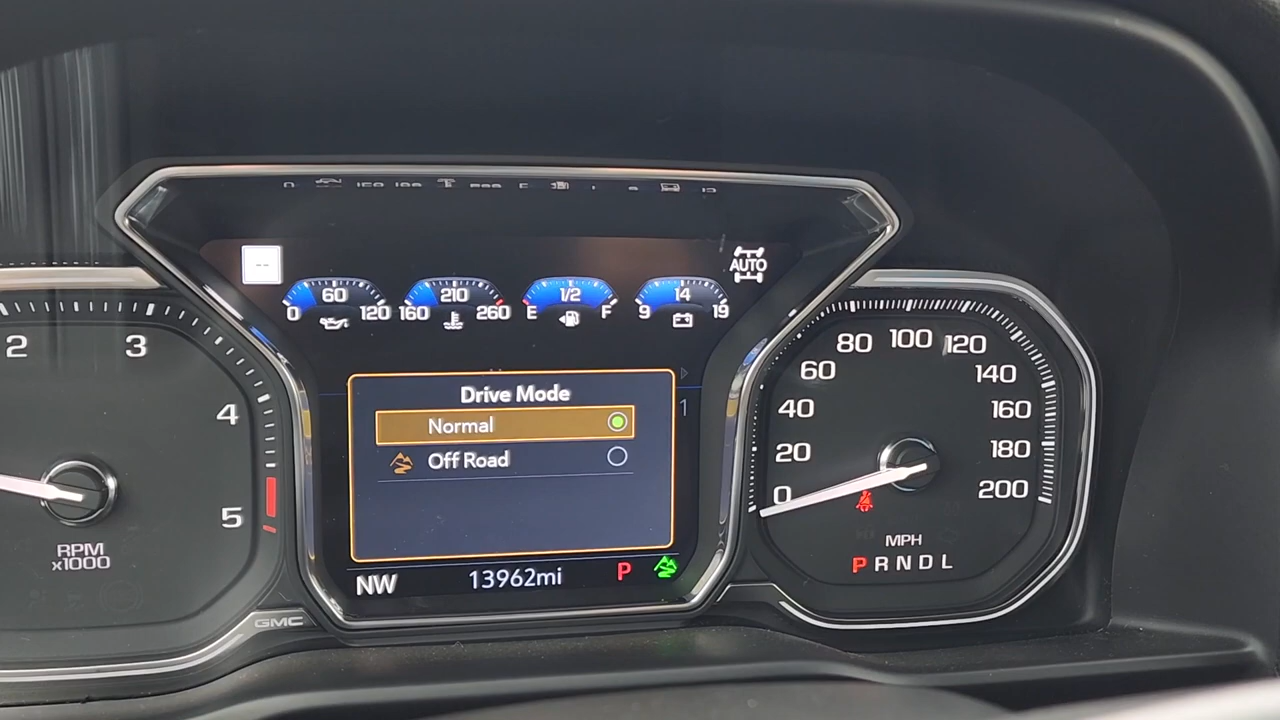 --
AUTO
60
0 120
210
160 260
1/2
E F
14
9 19
2
3
4
5
RPM
x1000
Drive Mode
Normal
Off Road
1
NW 13962mi P
GMC
0
20
40
60
80
100
120
140
160
180
200
MPH
P R N D L